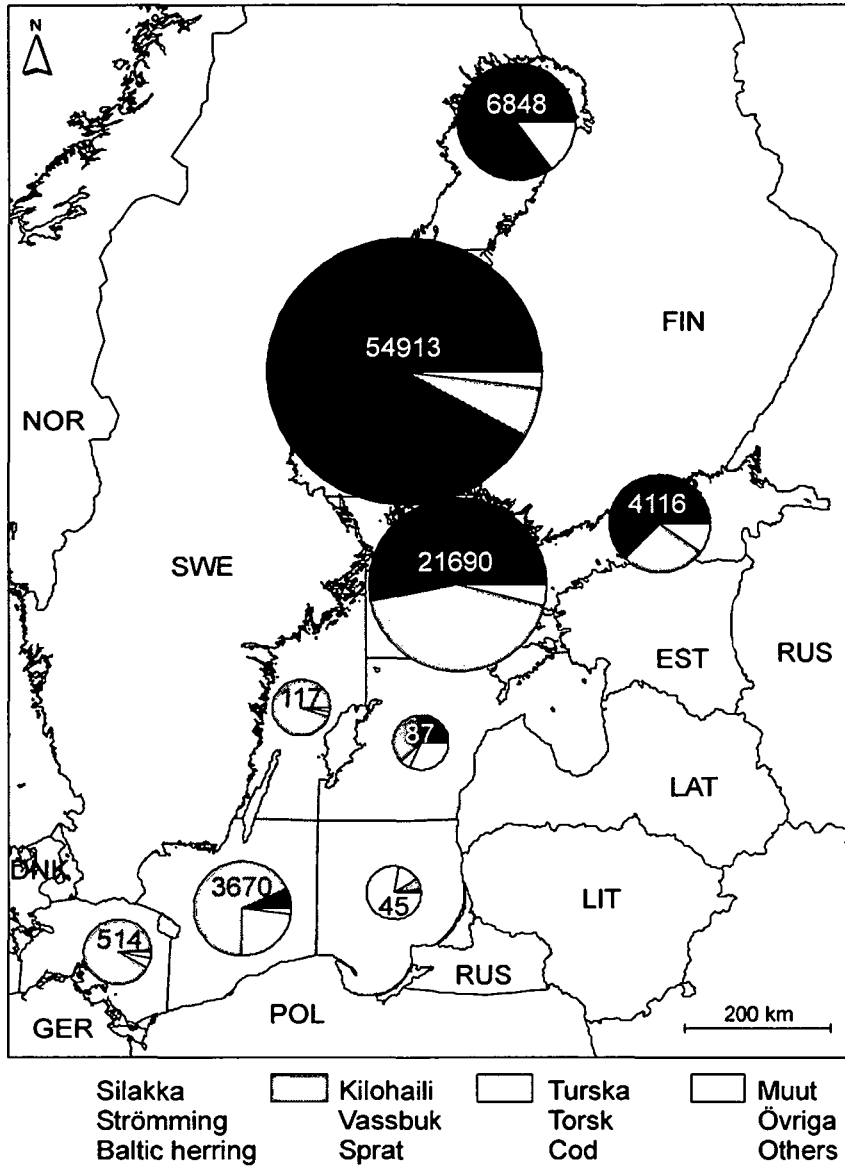 N
6848
54913
FIN
NOR
4116
SWE
21690
EST
RUS
117
87
LAT
DNK
3670
45
LIT
514
RUS
GER
POL
200 km
Silakka Kilohaili Turska Muut
Strömming Vassbuk Torsk Övriga
Baltic herring Sprat Cod Others